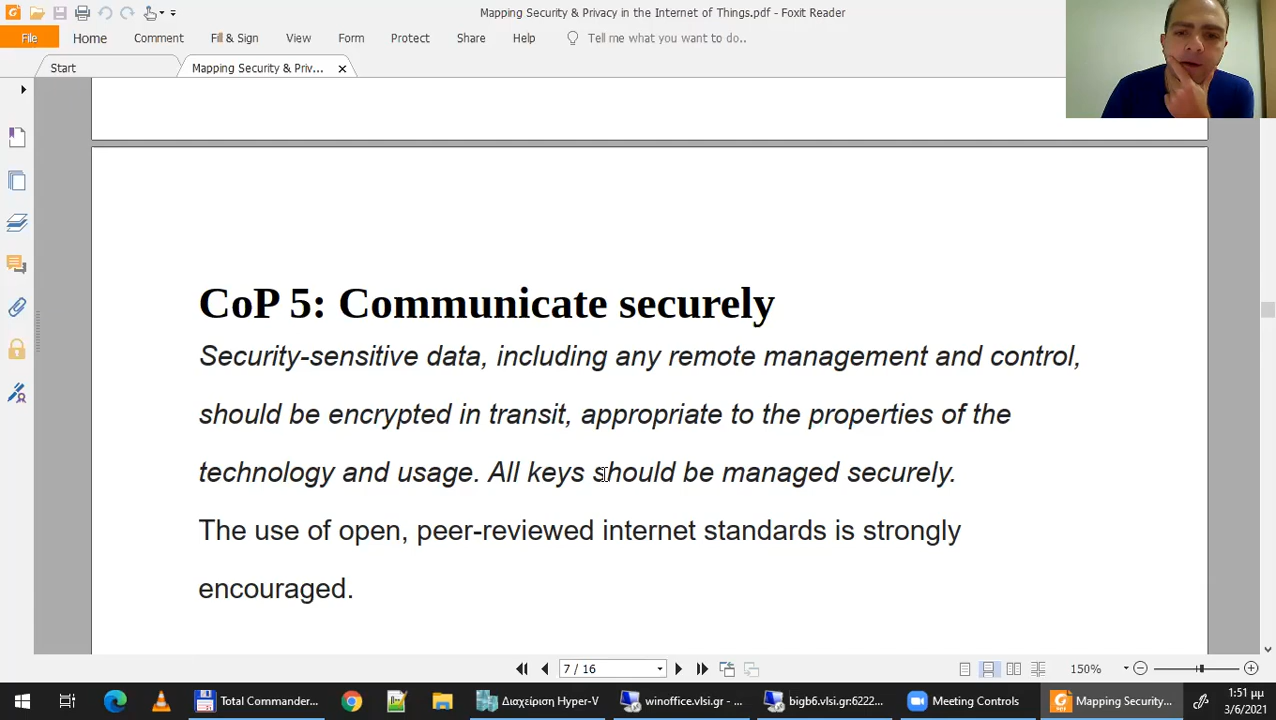 Mapping Security & Privacy in the Internet of Things.pdf - Foxit Reader
File Home Comment Fill & Sign View Form Protect Share Help Tell me what you want to do..
Start Mapping Security & Priv...
CoP 5: Communicate securely
Security-sensitive data, including any remote management and control,
should be encrypted in transit, appropriate to the properties of the
technology and usage. All keys should be managed securely.
The use of open, peer-reviewed internet standards is strongly
encouraged.
7 / 16 150%
Total Commander... Διαχείριση Hyper-V winoffice.vlsi.gr - ... bigb6.vlsi.gr:6222... Meeting Controls Mapping Security... 1:51 μμ
3/6/2021